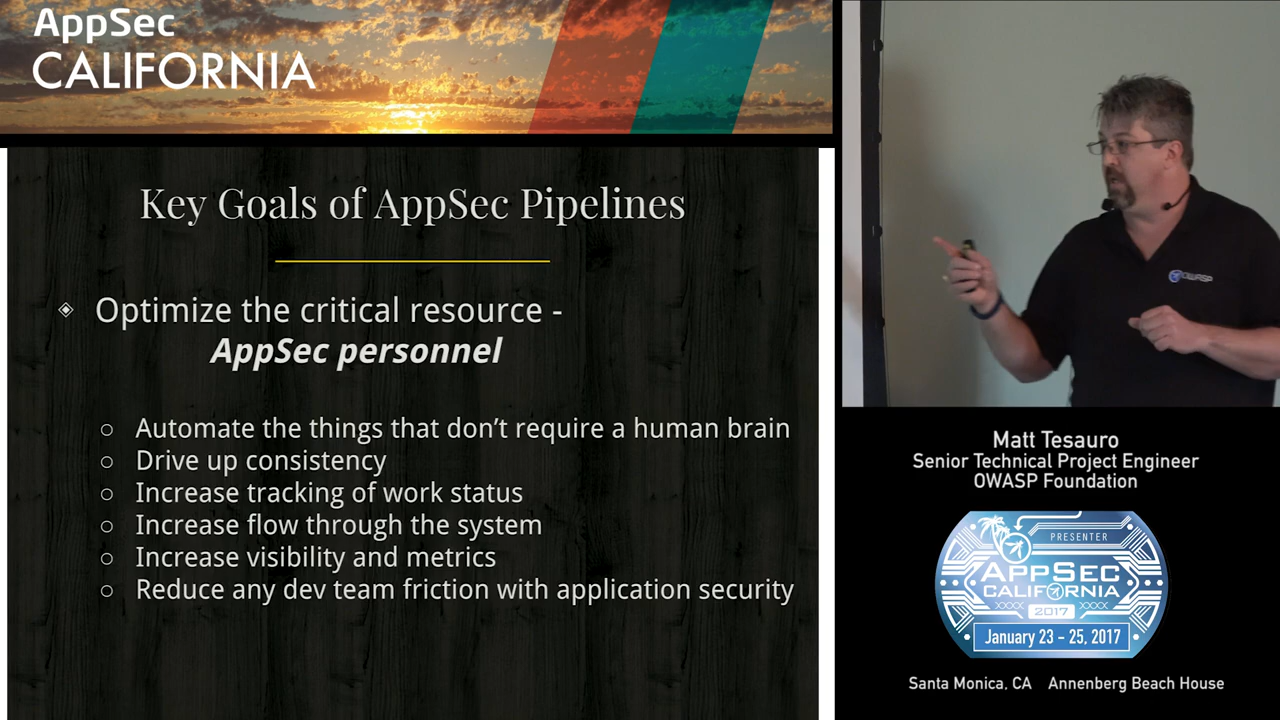 AppSec
CALIFORNIA
Key Goals of AppSec Pipelines
Optimize the critical resource -
AppSec personnel
Automate the things that don’t require a human brain
Drive up consistency
Increase tracking of work status
Increase flow through the system
Increase visibility and metrics
Reduce any dev team friction with application security
OWASP
Matt Tesauro
Senior Technical Project Engineer
OWASP Foundation
PRESENTER
APPSEC
CALIFORNIA
XXXX 2017 XXXX
January 23 - 25, 2017
Santa Monica, CA Annenberg Beach House